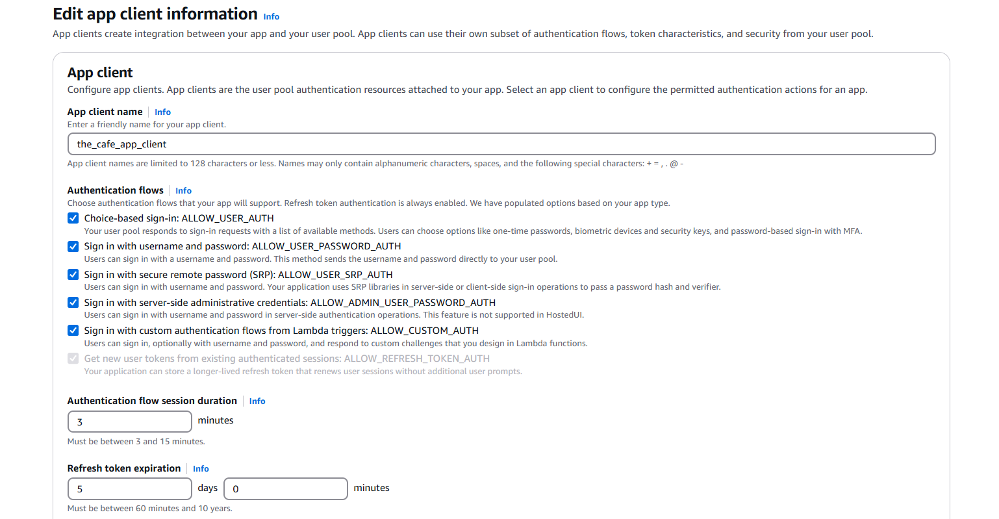 Edit app client information Info
App clients create integration between your app and your user pool. App clients can use their own subset of authentication flows, token characteristics, and security from your user pool.
App client
Configure app clients. App clients are the user pool authentication resources attached to your app. Select an app client to configure the permitted authentication actions for an app.
App client name Info
Enter a friendly name for your app client.
the_cafe_app_client
App client names are limited to 128 characters or less. Names may only contain alphanumeric characters, spaces, and the following special characters: + = , . @ -
Authentication flows Info
Choose authentication flows that your app will support. Refresh token authentication is always enabled. We have populated options based on your app type.
Choice-based sign-in: ALLOW_USER_AUTH
Your user pool responds to sign-in requests with a list of available methods. Users can choose options like one-time passwords, biometric devices and security keys, and password-based sign-in with MFA.
Sign in with username and password: ALLOW_USER_PASSWORD_AUTH
Users can sign in with a username and password. This method sends the username and password directly to your user pool.
Sign in with secure remote password (SRP): ALLOW_USER_SRP_AUTH
Users can sign in with username and password. Your application uses SRP libraries in server-side or client-side sign-in operations to pass a password hash and verifier.
Sign in with server-side administrative credentials: ALLOW_ADMIN_USER_PASSWORD_AUTH
Users can sign in with username and password in server-side authentication operations. This feature is not supported in HostedUI.
Sign in with custom authentication flows from Lambda triggers: ALLOW_CUSTOM_AUTH
Users can sign in, optionally with username and password, and respond to custom challenges that you design in Lambda functions.
Get new user tokens from existing authenticated sessions: ALLOW_REFRESH_TOKEN_AUTH
Your application can store a longer-lived refresh token that renews user sessions without additional user prompts.
Authentication flow session duration Info
3 minutes
Must be between 3 and 15 minutes.
Refresh token expiration Info
5 days 0 minutes
Must be between 60 minutes and 10 years.